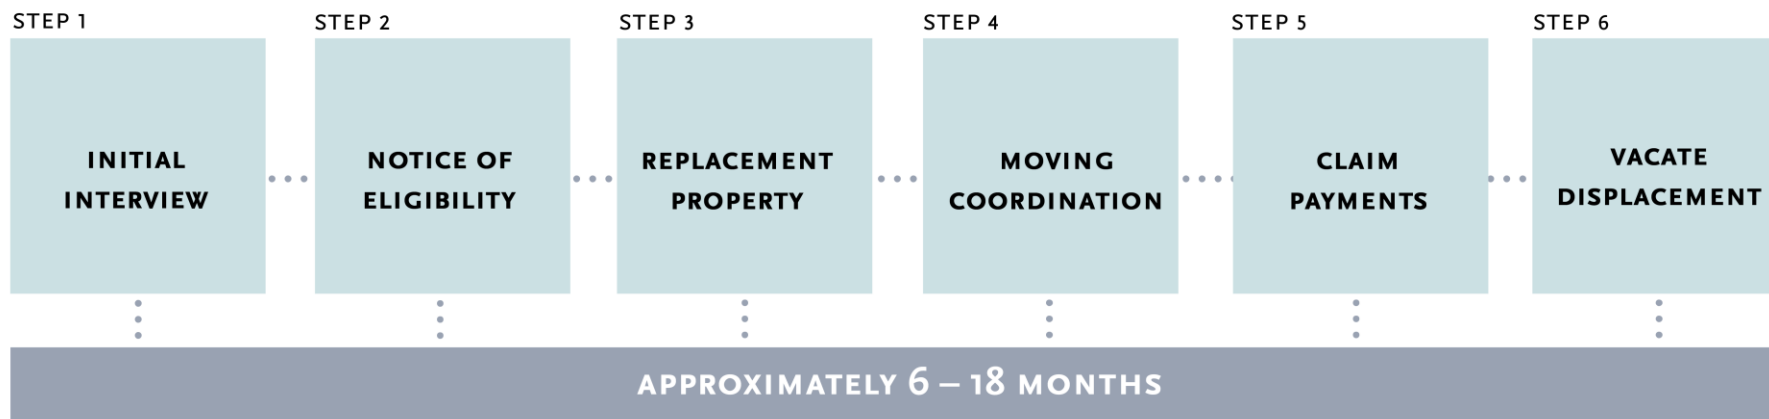 STEP 1
INITIAL
INTERVIEW
STEP 2
NOTICE OF
ELIGIBILITY
STEP 3
REPLACEMENT
PROPERTY
STEP 4
MOVING
COORDINATION
STEP 5
CLAIM
PAYMENTS
STEP 6
VACATE
DISPLACEMENT
APPROXIMATELY 6 – 18 MONTHS